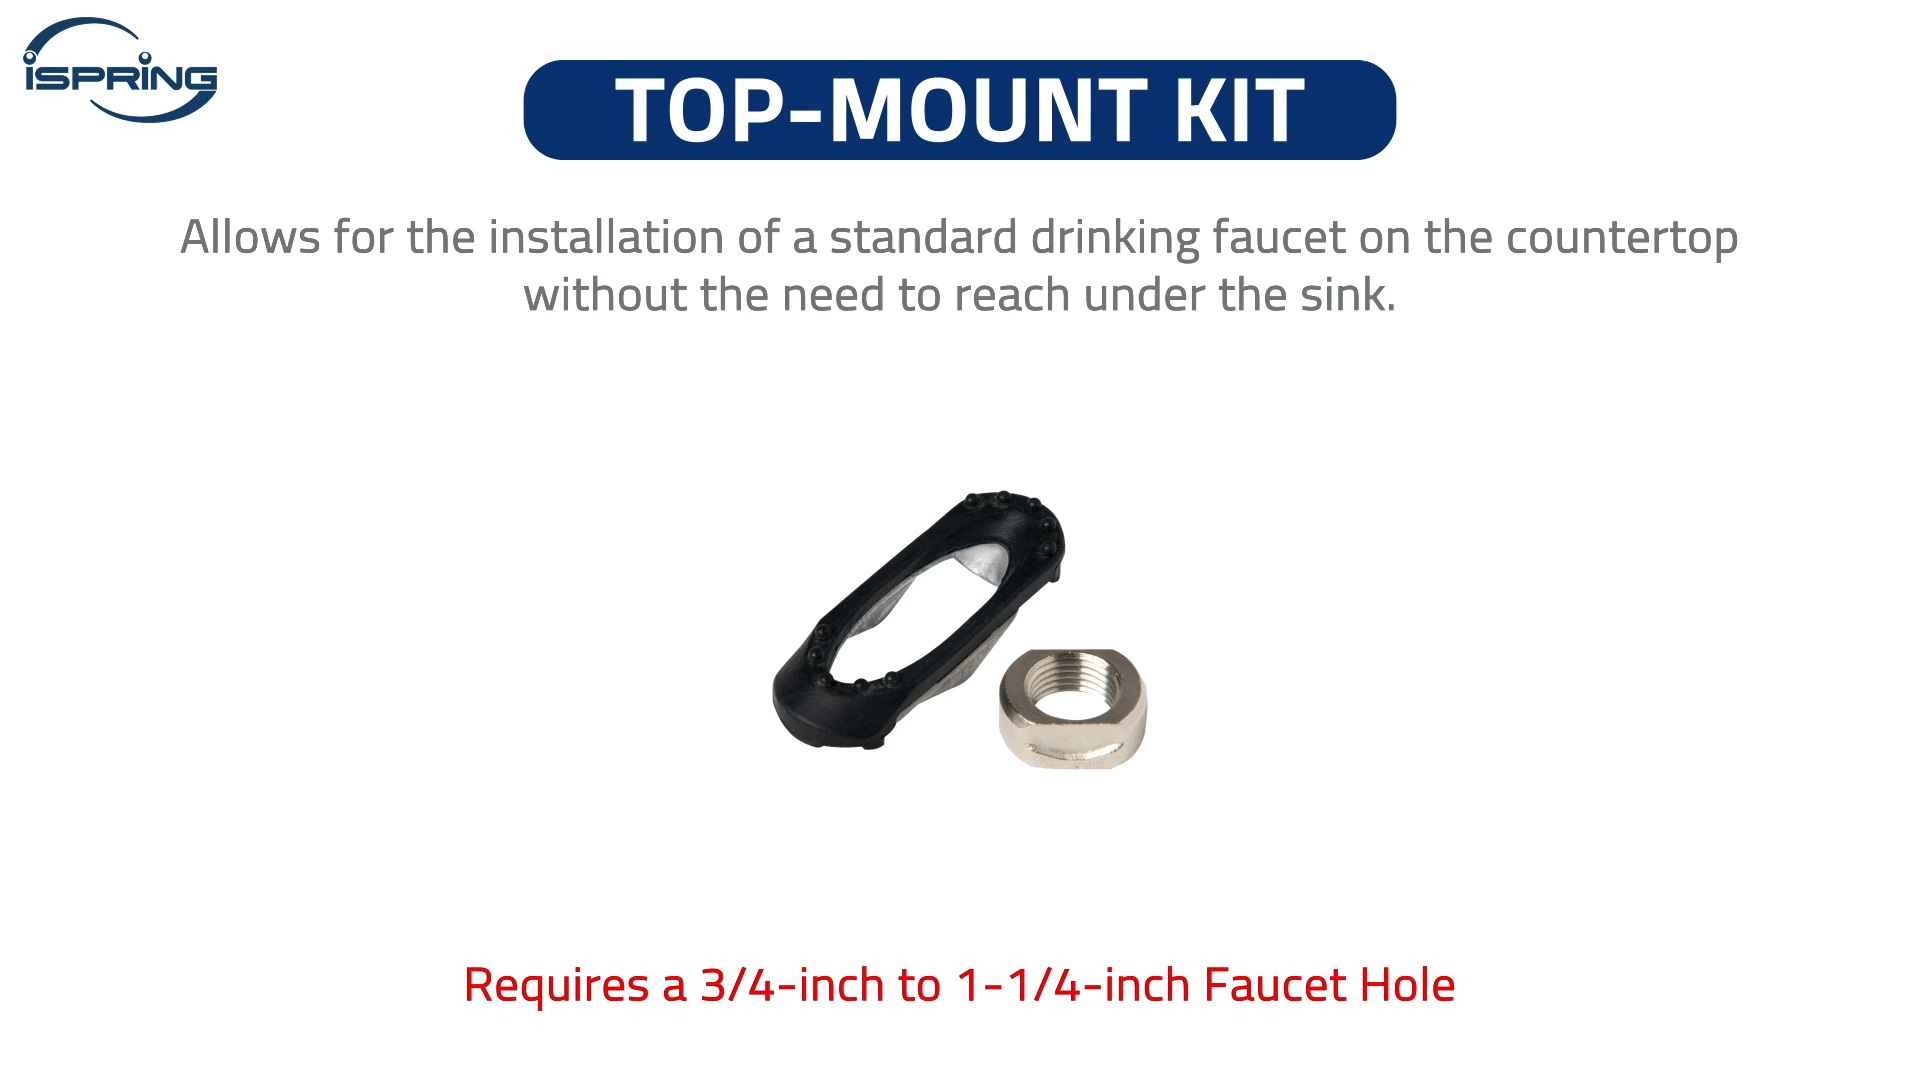 iSPRING
TOP-MOUNT KIT
Allows for the installation of a standard drinking faucet on the countertop
without the need to reach under the sink.
Requires a 3/4-inch to 1-1/4-inch Faucet Hole